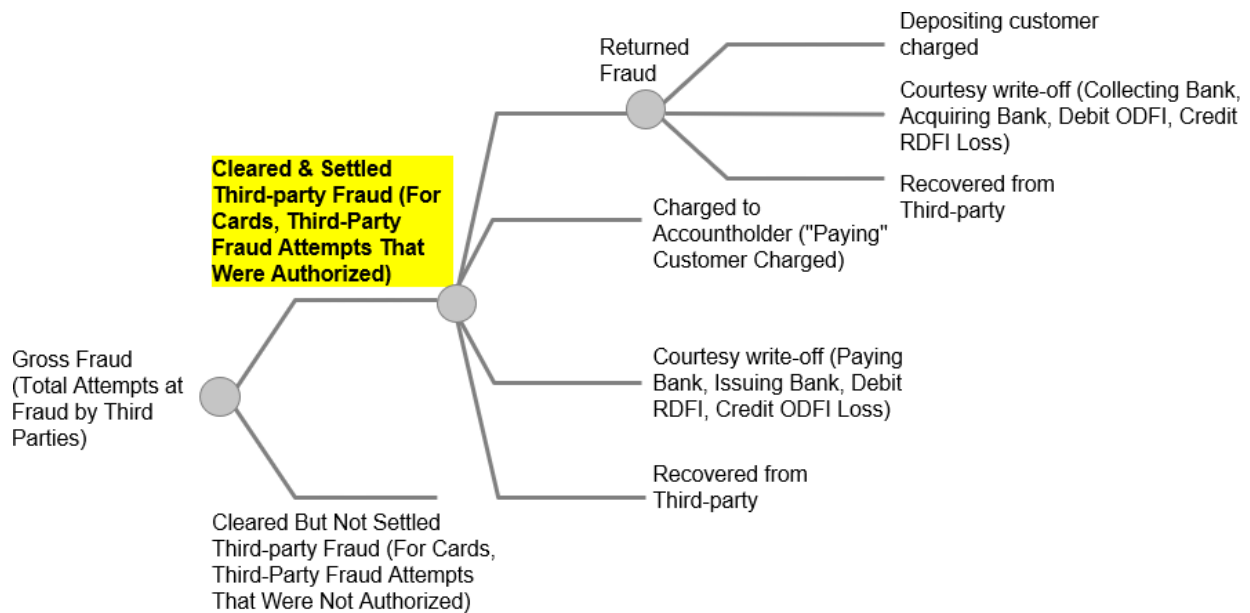 Depositing customer
charged
Returned
Fraud
Courtesy write-off (Collecting Bank,
Acquiring Bank, Debit ODFI, Credit
RDFI Loss)
Recovered from
Third-party
Cleared & Settled
Third-party Fraud (For
Cards, Third-Party
Fraud Attempts That
Were Authorized)
Charged to
Accountholder ("Paying"
Customer Charged)
Gross Fraud
(Total Attempts at
Fraud by Third
Parties)
Courtesy write-off (Paying
Bank, Issuing Bank, Debit
RDFI, Credit ODFI Loss)
Recovered from
Third-party
Cleared But Not Settled
Third-party Fraud (For Cards,
Third-Party Fraud Attempts
That Were Not Authorized)